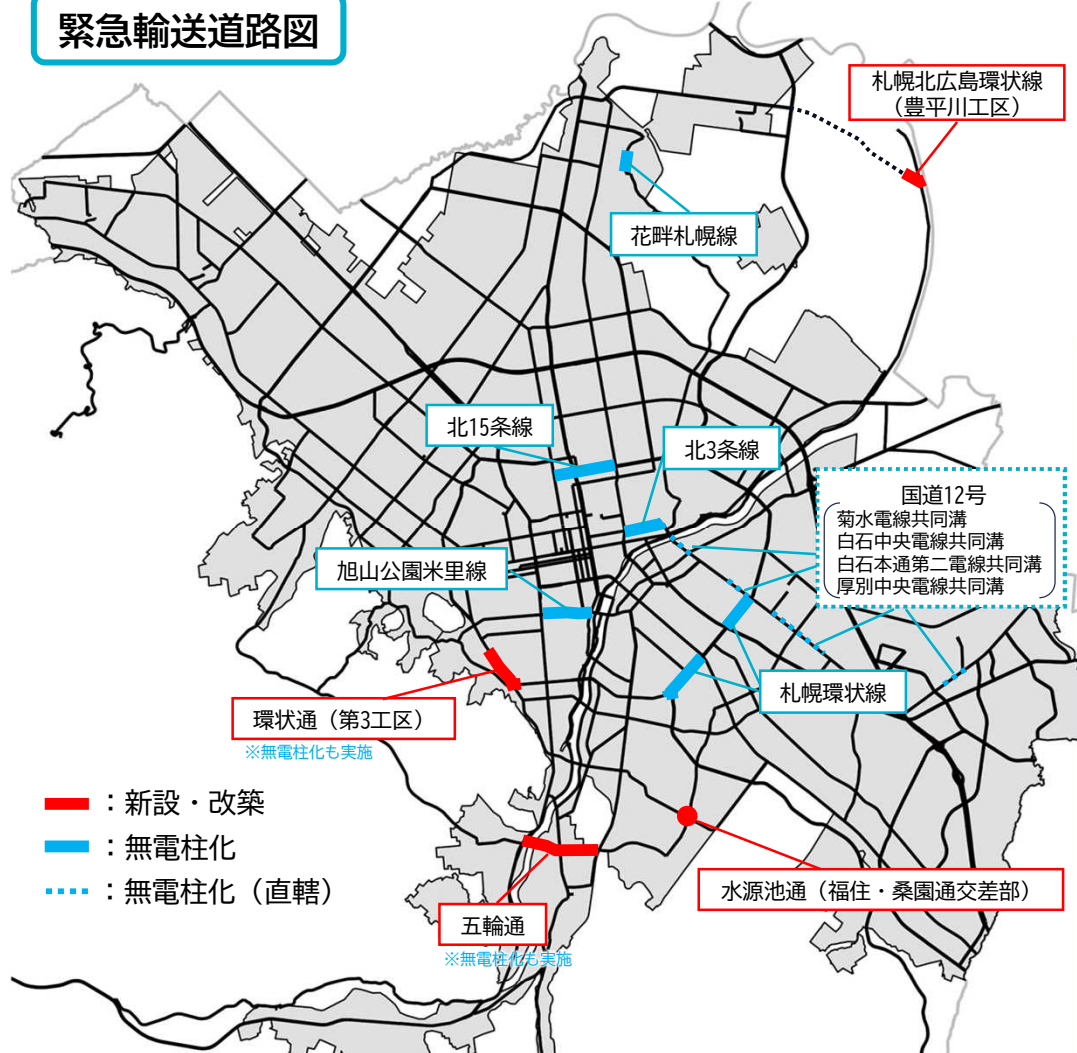 緊急輸送道路図
札幌北広島環状線
（豊平川工区）
花畔札幌線
北15条線
北3条線
国道12号
菊水電線共同溝
白石中央電線共同溝
白石本通第二電線共同溝
厚別中央電線共同溝
旭山公園米里線
札幌環状線
環状通（第3工区）
※無電柱化も実施
：新設・改築
：無電柱化
：無電柱化（直轄）
水源池通（福住・桑園通交差部）
五輪通
※無電柱化も実施